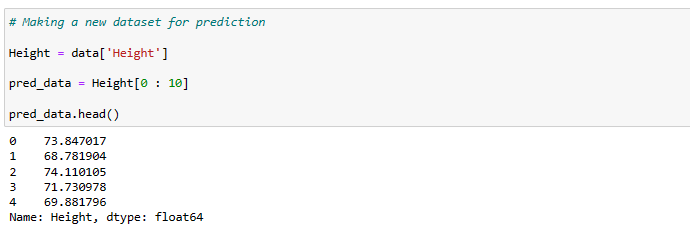 # Making a new dataset for prediction
Height = data['Height']
pred_data = Height[0 : 10]
pred_data.head()
0    73.847017
1    68.781904
2    74.110105
3    71.730978
4    69.881796
Name: Height, dtype: float64